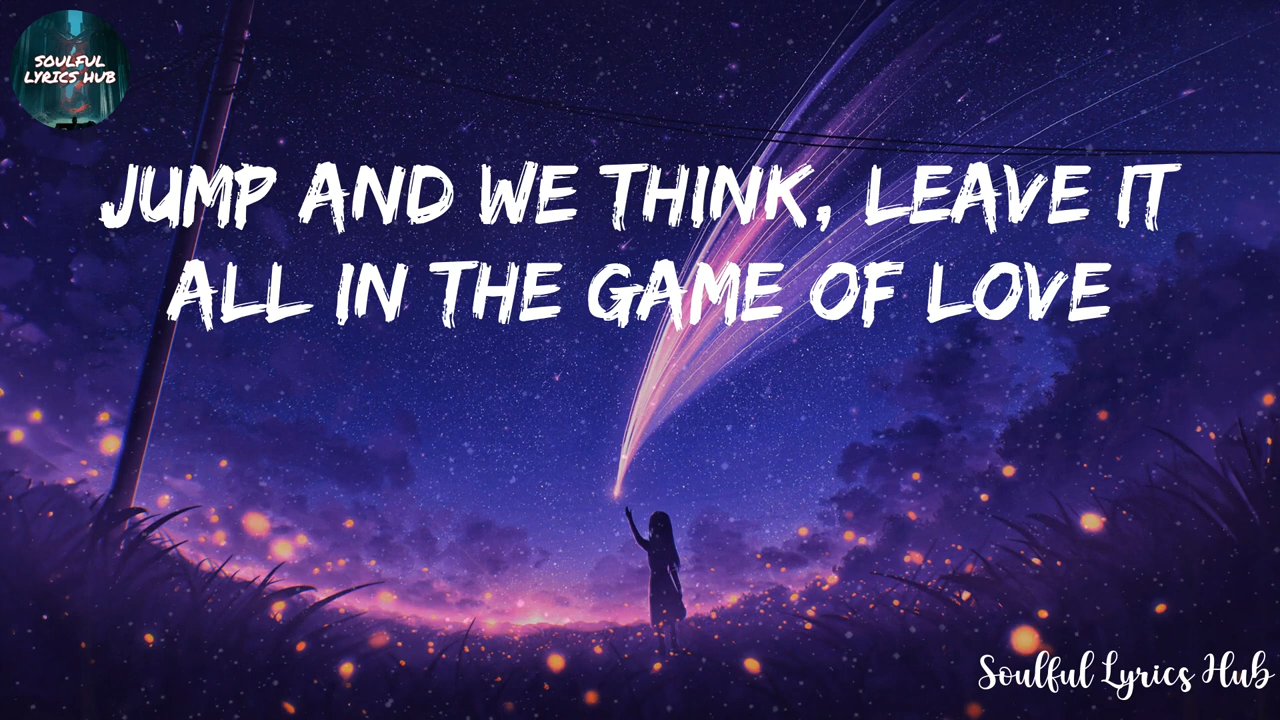 SOULFUL
LYRICS HUB
JUMP AND WE THINK, LEAVE IT
ALL IN THE GAME OF LOVE
Soulful Lyrics Hub